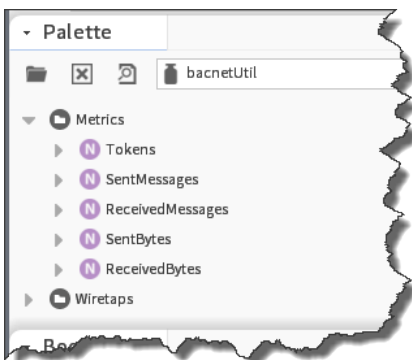 Palette
bacnetUtil
Metrics
N Tokens
N SentMessages
N ReceivedMessages
N SentBytes
N ReceivedBytes
Wiretaps